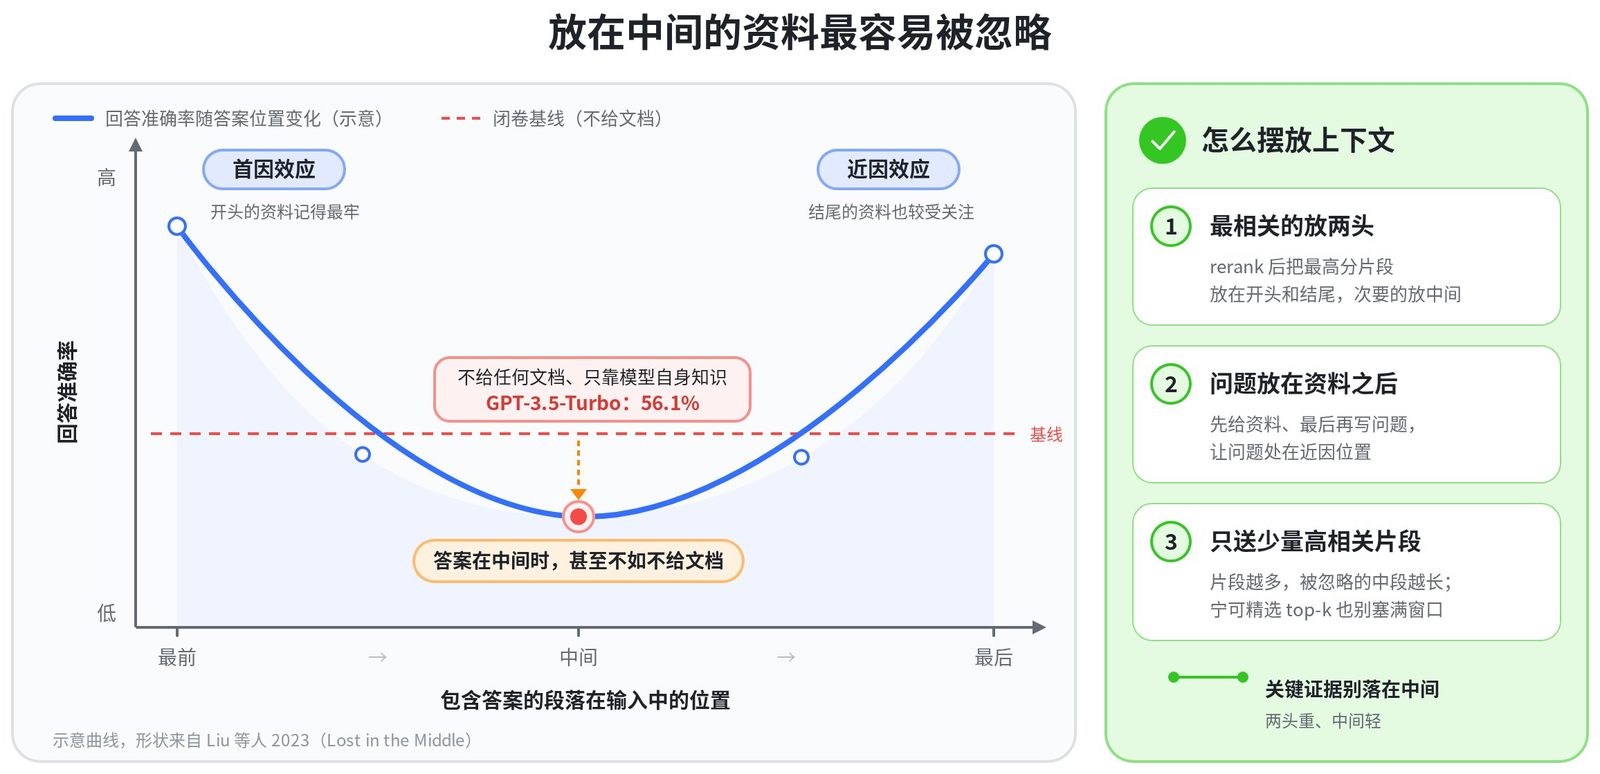 放在中间的资料最容易被忽略
回答准确率随答案位置变化（示意）
闭卷基线（不给文档）
高
首因效应
开头的资料记得最牢
近因效应
结尾的资料也较受关注
回答准确率
不给任何文档、只靠模型自身知识
GPT-3.5-Turbo：56.1%
基线
答案在中间时，甚至不如不给文档
低
最前
→
中间
→
最后
包含答案的段落在输入中的位置
示意曲线，形状来自 Liu 等人 2023（Lost in the Middle）
怎么摆放上下文
1
最相关的放两头
rerank 后把最高分片段
放在开头和结尾，次要的放中间
2
问题放在资料之后
先给资料、最后再写问题，
让问题处在近因位置
3
只送少量高相关片段
片段越多，被忽略的中段越长；
宁可精选 top-k 也别塞满窗口
关键证据别落在中间
两头重、中间轻